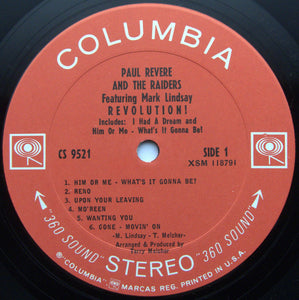 COLUMBIA
PAUL REVERE
AND THE RAIDERS
Featuring Mark Lindsay
REVOLUTION!
Includes: I Had A Dream and
Him Or Me - What's It Gonna Be!
CS 9521
SIDE 1
XSM 118791
1. HIM OR ME - WHAT'S IT GONNA BE?
2. RENO
3. UPON YOUR LEAVING
4. MO'REEN
5. WANTING YOU
6. GONE - MOVIN' ON
-M. Lindsay - T. Melcher-
Arranged & Produced by
Terry Melcher
"360 SOUND" STEREO "360 SOUND"
® "COLUMBIA" MARCAS REG. PRINTED IN U.S.A.